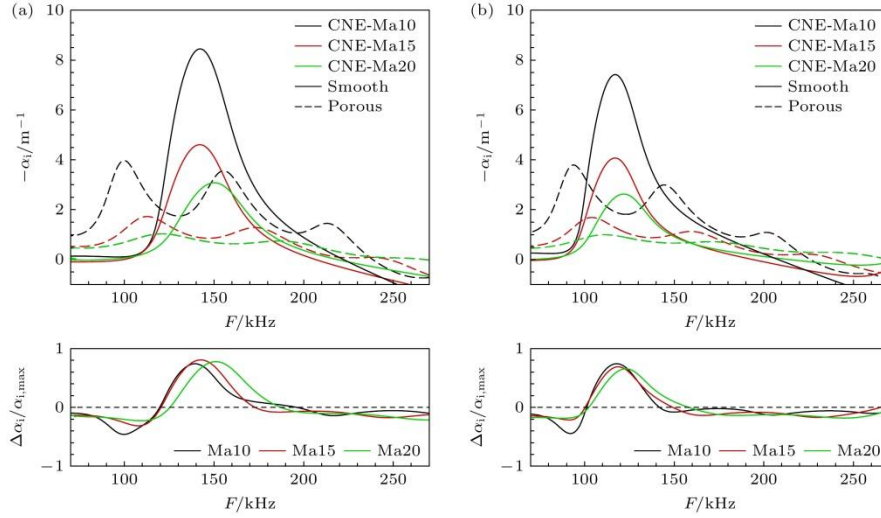 (a)
10
8
6
4
2
0
−αi/m−1
CNE-Ma10
CNE-Ma15
CNE-Ma20
Smooth
Porous
100 150 200 250
F/kHz
1
0
−1
Δαi/αi,max
Ma10 Ma15 Ma20
100 150 200 250
F/kHz
(b)
10
8
6
4
2
0
−αi/m−1
CNE-Ma10
CNE-Ma15
CNE-Ma20
Smooth
Porous
100 150 200 250
F/kHz
1
0
−1
Δαi/αi,max
Ma10 Ma15 Ma20
100 150 200 250
F/kHz